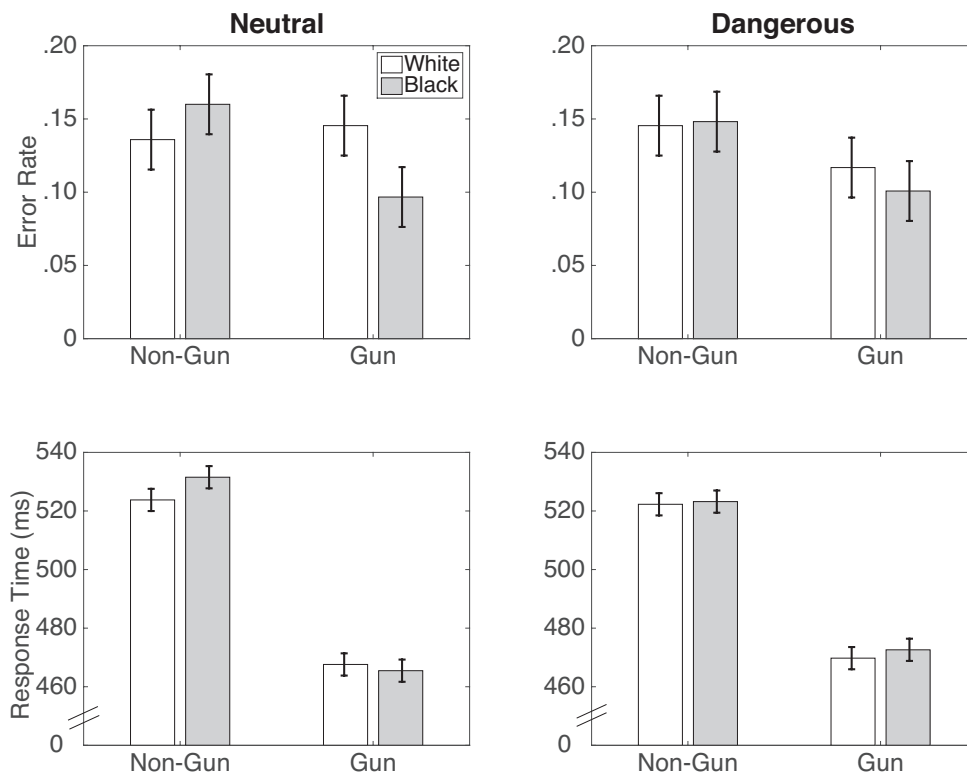 Neutral
Dangerous
.20
.15
.10
.05
0
Error Rate
White
Black
Non-Gun
Gun
.20
.15
.10
.05
0
Non-Gun
Gun
540
520
500
480
460
0
Response Time (ms)
Non-Gun
Gun
540
520
500
480
460
0
Non-Gun
Gun